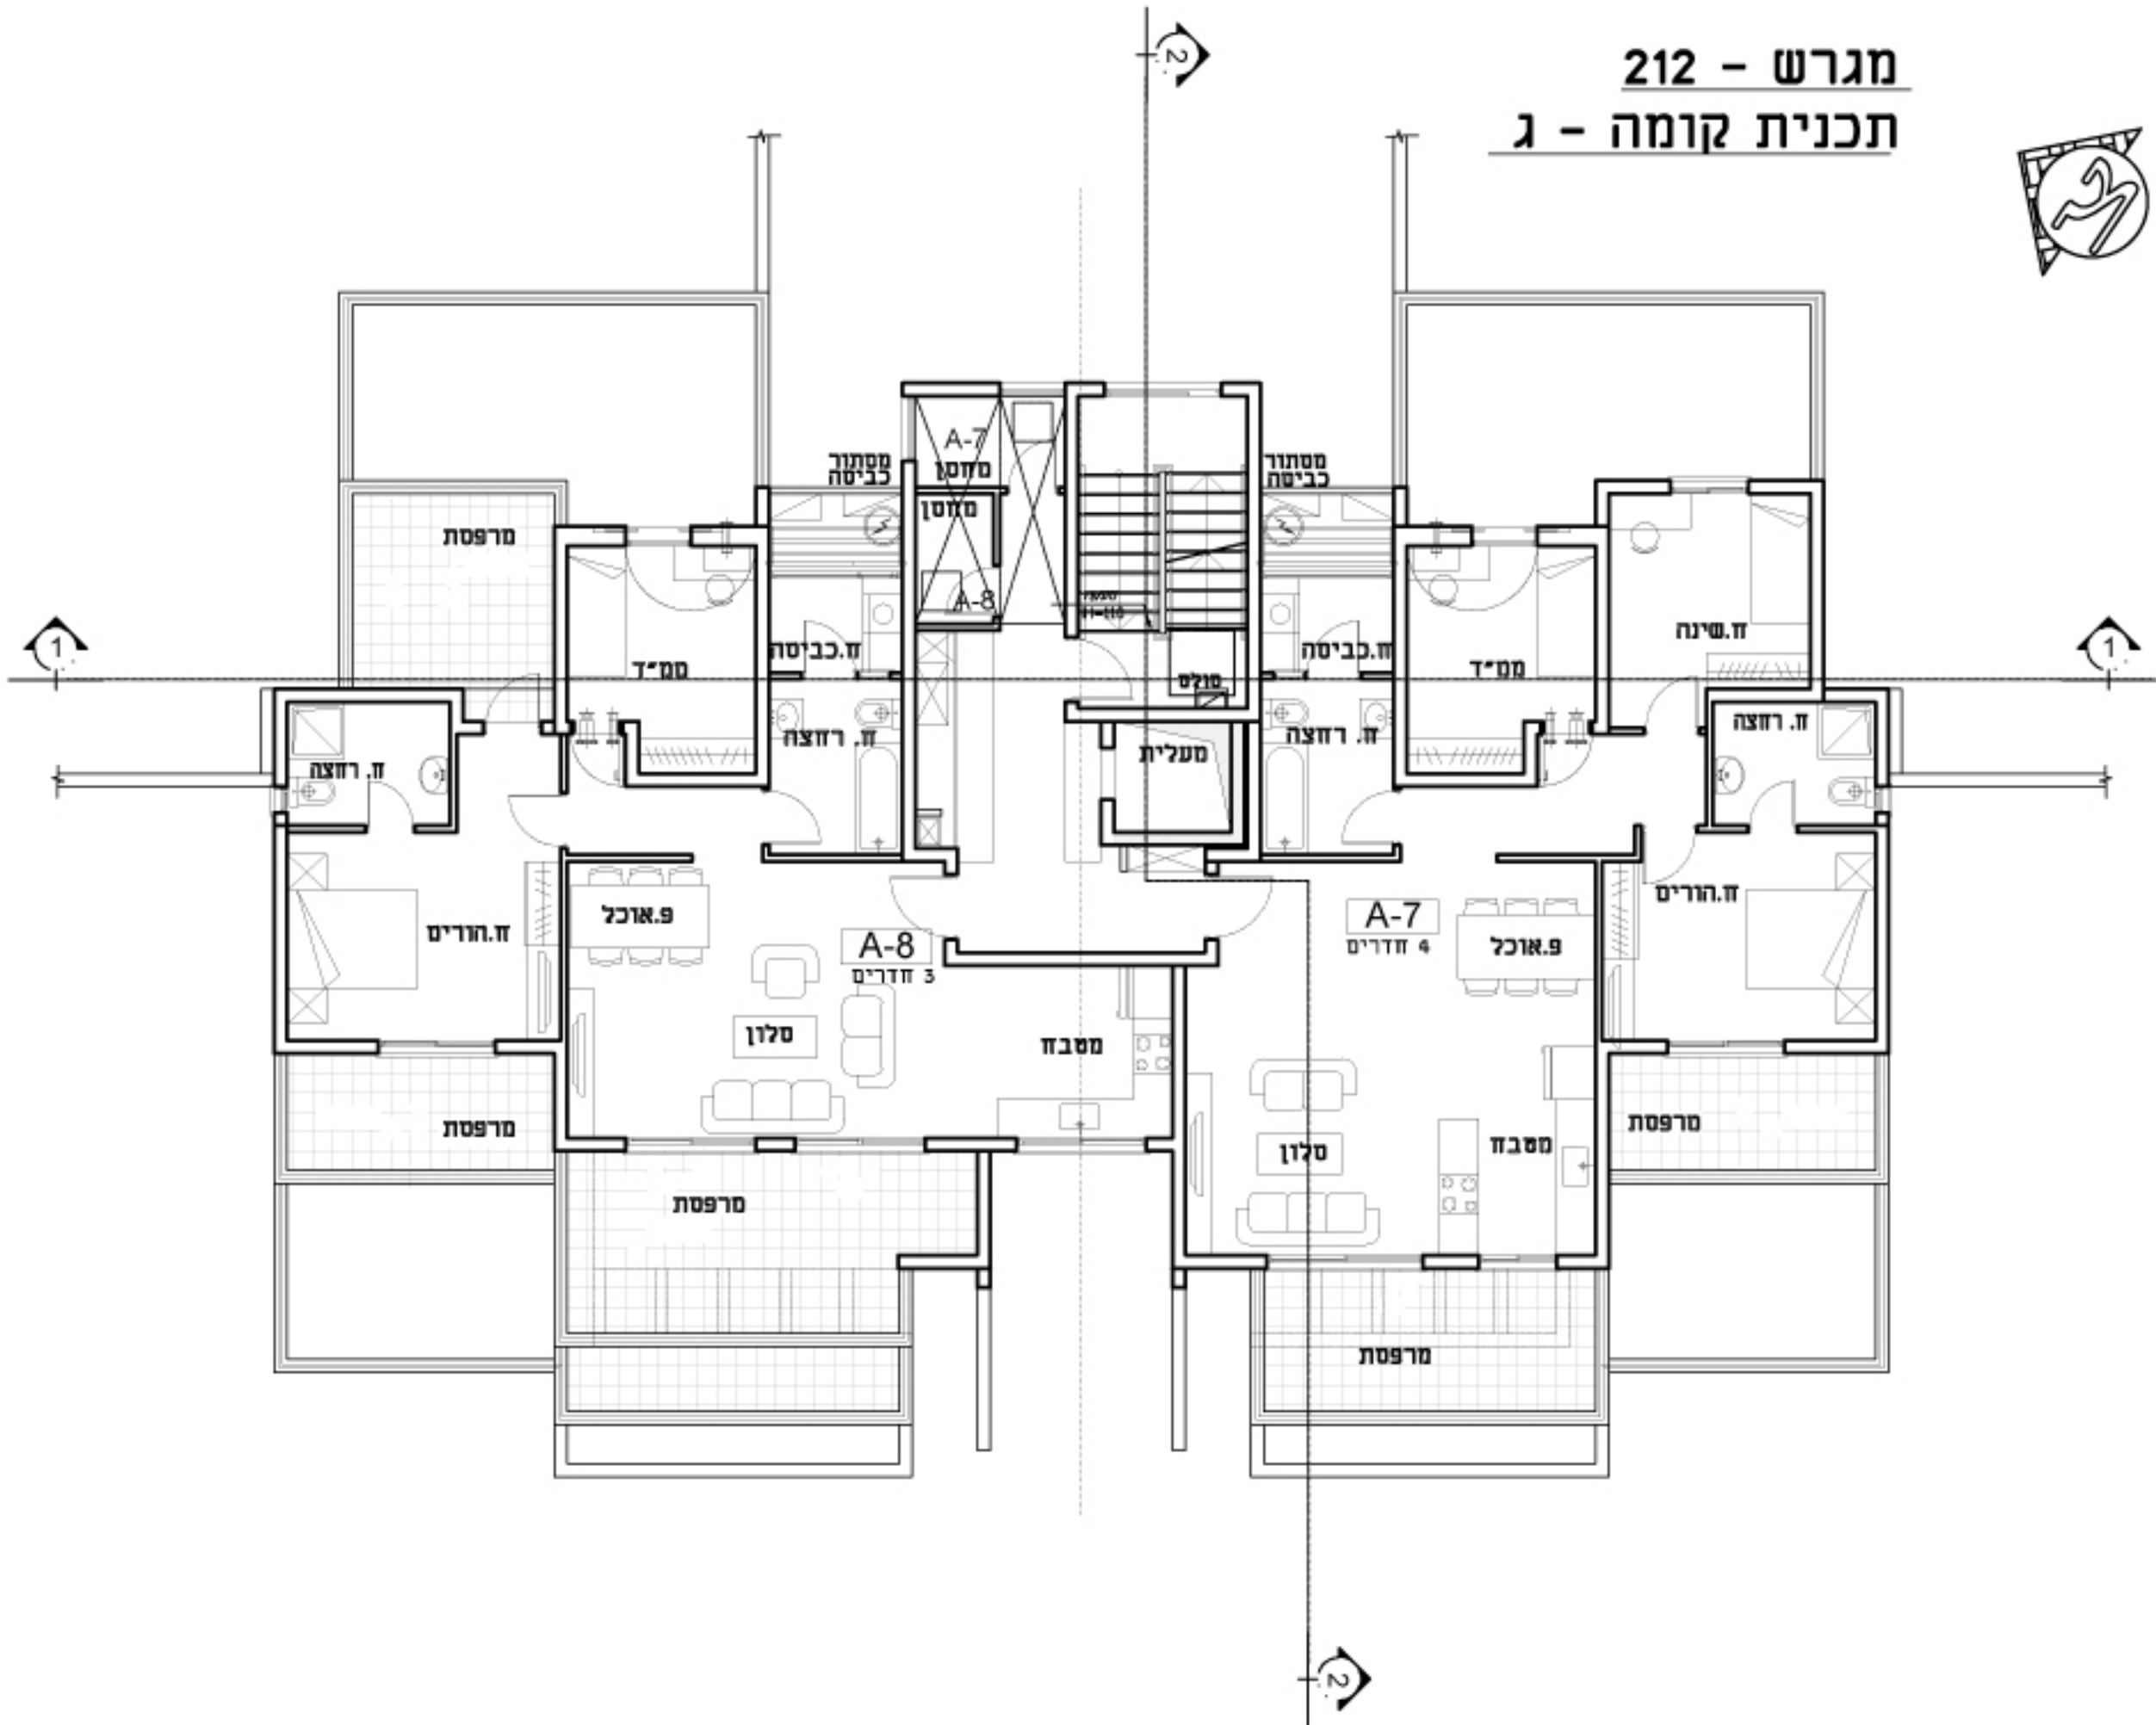 מגרש - 212
תכנית קומה - ג
2
A-7
מחסן
מחסן
A-8
מסתור
כביסה
מסתור
כביסה
מרפסת
ח.שינה
ממ"ד
ח.כביסה
ח.כביסה
ממ"ד
1
1
סולם
ח. רחצה
ח. רחצה
ח. רחצה
ח. רחצה
מעלית
ח.הורים
פ.אוכל
A-8
3 חדרים
A-7
4 חדרים
פ.אוכל
ח.הורים
סלון
מטבח
מרפסת
מרפסת
סלון
מטבח
מרפסת
מרפסת
2